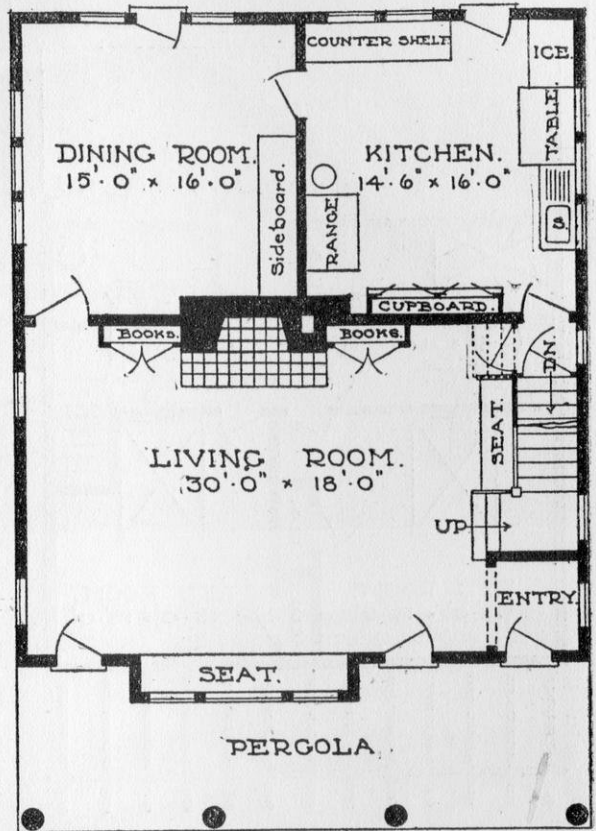 COUNTER SHELF
ICE.
TABLE.
DINING ROOM.
15'·0" × 16'·0"
KITCHEN.
14'·6" × 16'·0"
Sideboard.
RANGE
S
CUPBOARD.
BOOKS.
BOOKS.
DN.
SEAT.
LIVING ROOM.
30'·0" × 18'·0"
UP
ENTRY.
SEAT.
PERGOLA